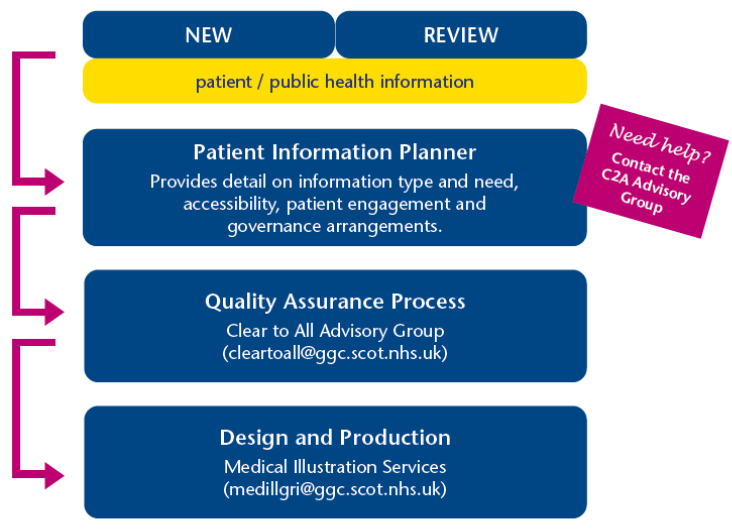 NEW
REVIEW
patient / public health information
Patient Information Planner
Provides detail on information type and need,
accessibility, patient engagement and
governance arrangements.
Need help?
Contact the
C2A Advisory
Group
Quality Assurance Process
Clear to All Advisory Group
(cleartoall@ggc.scot.nhs.uk)
Design and Production
Medical Illustration Services
(medillgri@ggc.scot.nhs.uk)